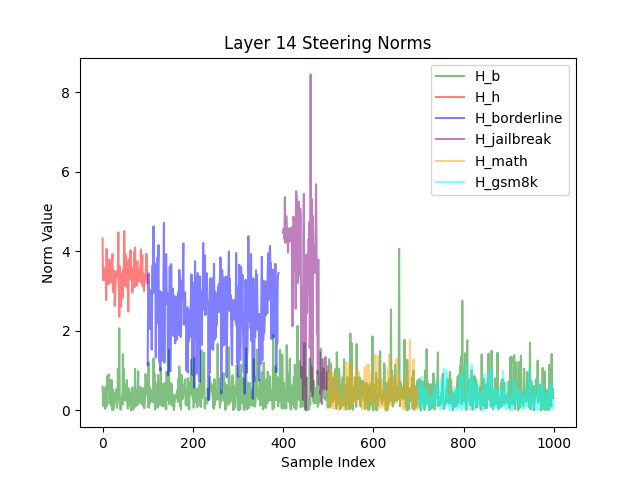 Layer 14 Steering Norms
H_b
H_h
H_borderline
H_jailbreak
H_math
H_gsm8k
8
6
4
2
0
Norm Value
0
200
400
600
800
1000
Sample Index